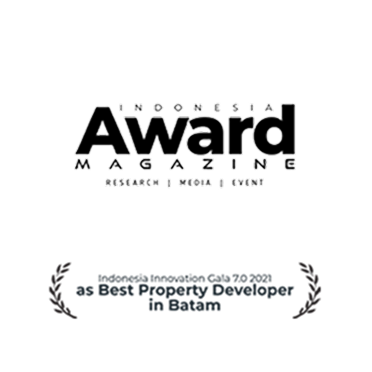 INDONESIA
Award
MAGAZINE
RESEARCH | MEDIA | EVENT
Indonesia Innovation Gala 7.0 2021
as Best Property Developer
in Batam